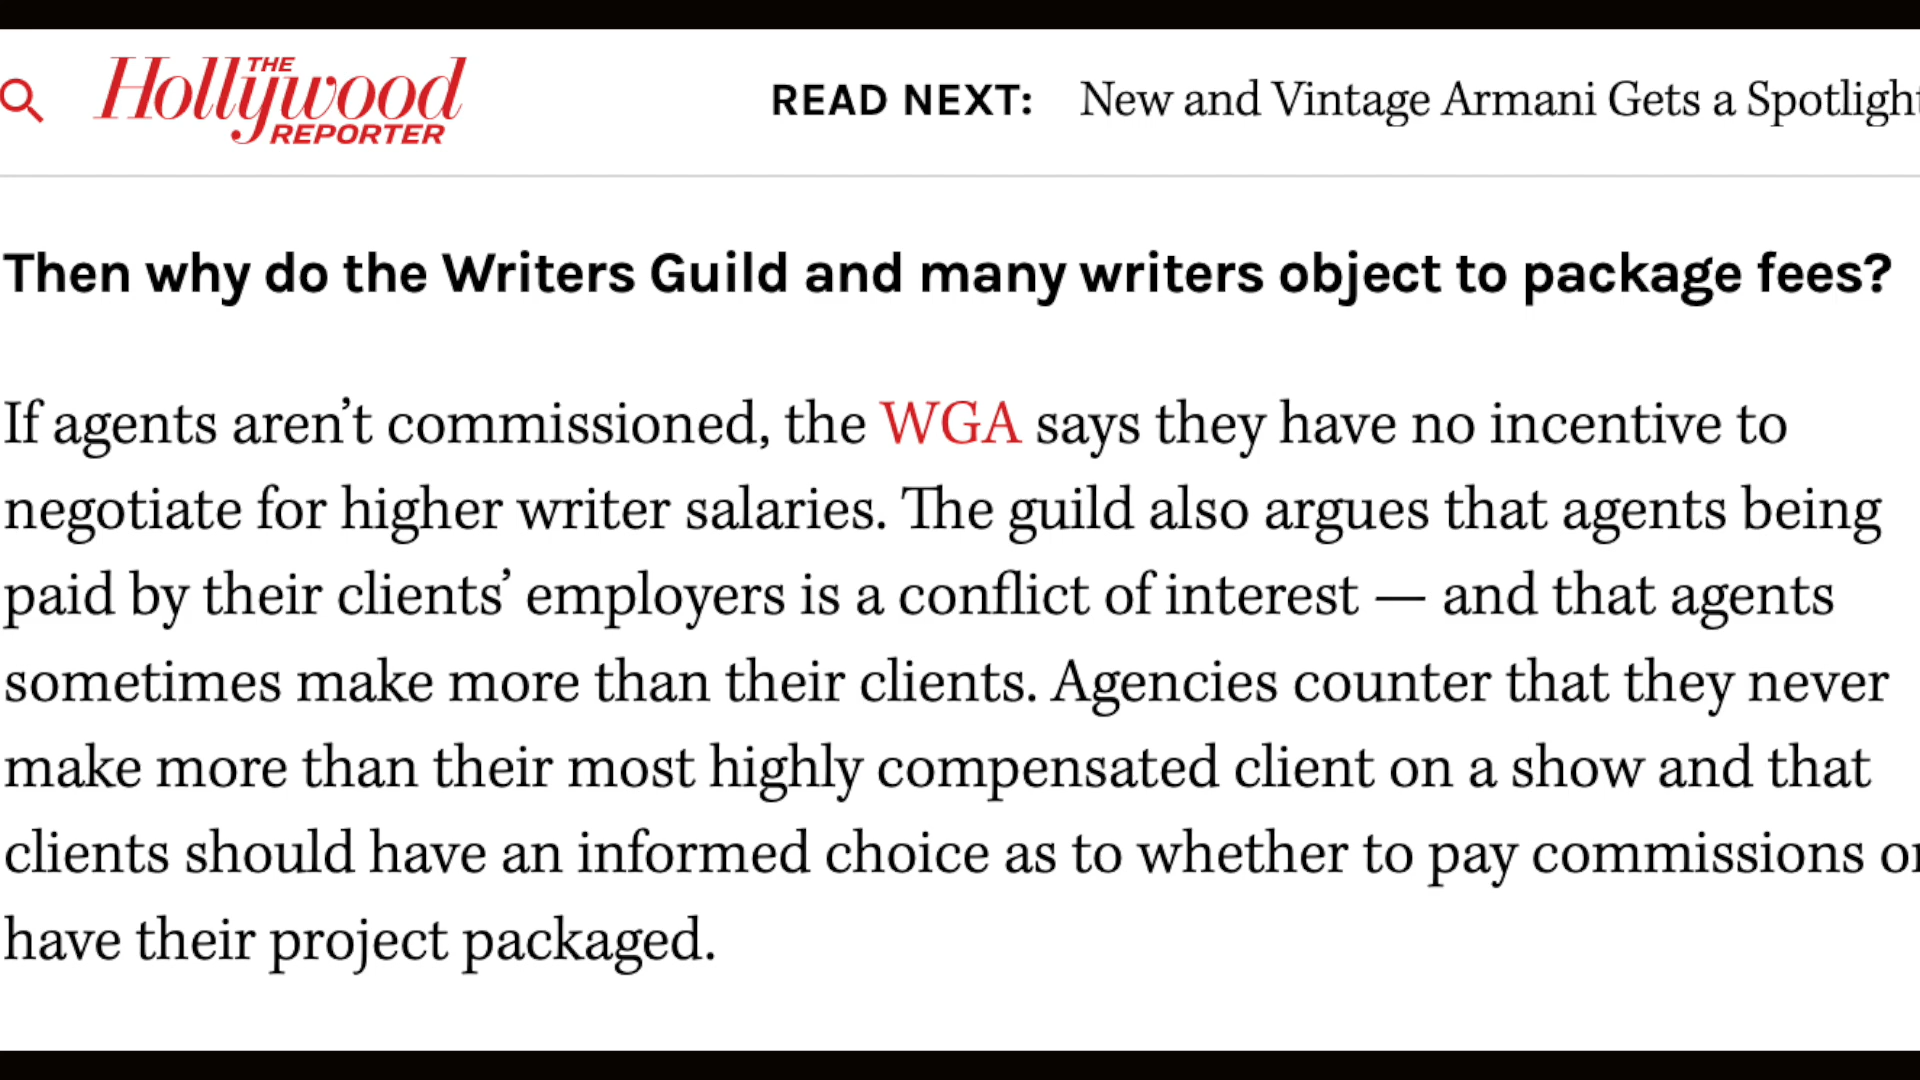 THE
Hollywood
REPORTER
READ NEXT: New and Vintage Armani Gets a Spotlight
Then why do the Writers Guild and many writers object to package fees?
If agents aren’t commissioned, the WGA says they have no incentive to
negotiate for higher writer salaries. The guild also argues that agents being
paid by their clients’ employers is a conflict of interest — and that agents
sometimes make more than their clients. Agencies counter that they never
make more than their most highly compensated client on a show and that
clients should have an informed choice as to whether to pay commissions or
have their project packaged.